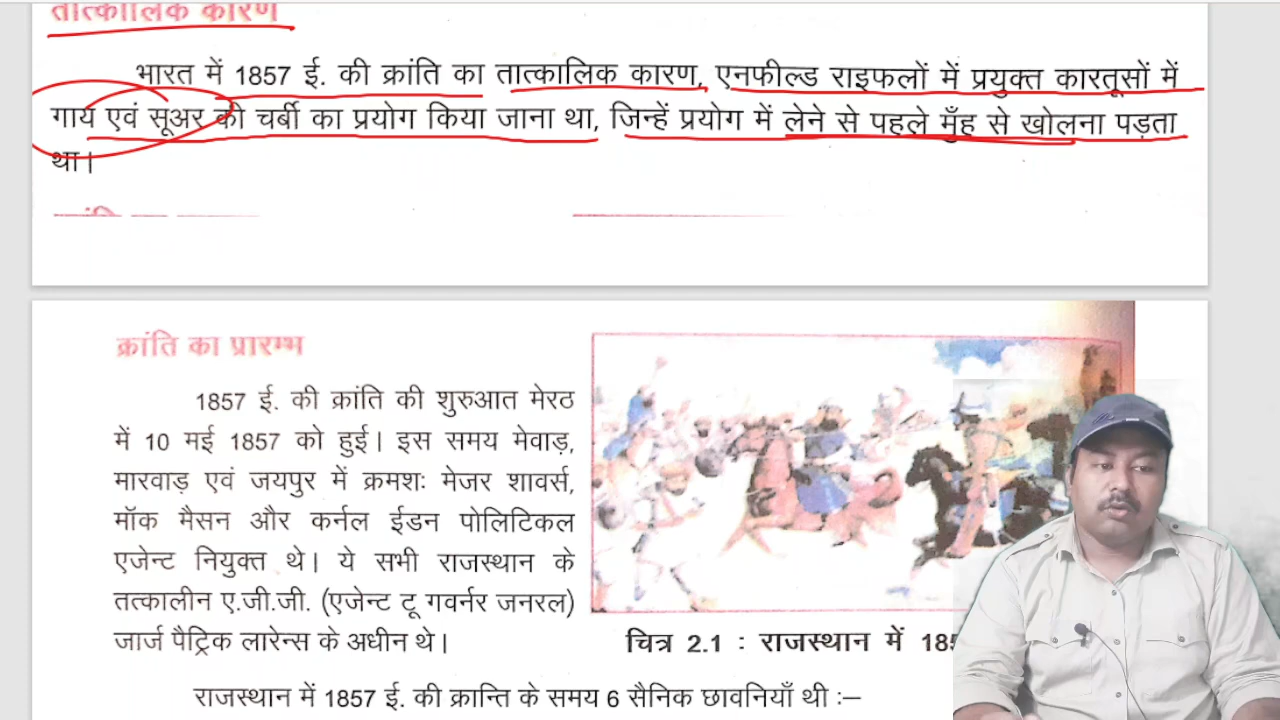 तात्कालिक कारण
भारत में 1857 ई. की क्रांति का तात्कालिक कारण, एनफील्ड राइफलों में प्रयुक्त कारतूसों में
गाय एवं सूअर की चर्बी का प्रयोग किया जाना था, जिन्हें प्रयोग में लेने से पहले मुँह से खोलना पड़ता
था।
क्रांति का प्रारम्भ
1857 ई. की क्रांति की शुरुआत मेरठ
में 10 मई 1857 को हुई। इस समय मेवाड़,
मारवाड़ एवं जयपुर में क्रमशः मेजर शावर्स,
मॉक मैसन और कर्नल ईडन पोलिटिकल
एजेन्ट नियुक्त थे। ये सभी राजस्थान के
तत्कालीन ए.जी.जी. (एजेन्ट टू गवर्नर जनरल)
जार्ज पैट्रिक लारेन्स के अधीन थे।
चित्र 2.1 : राजस्थान में 185
राजस्थान में 1857 ई. की क्रान्ति के समय 6 सैनिक छावनियाँ थी :–